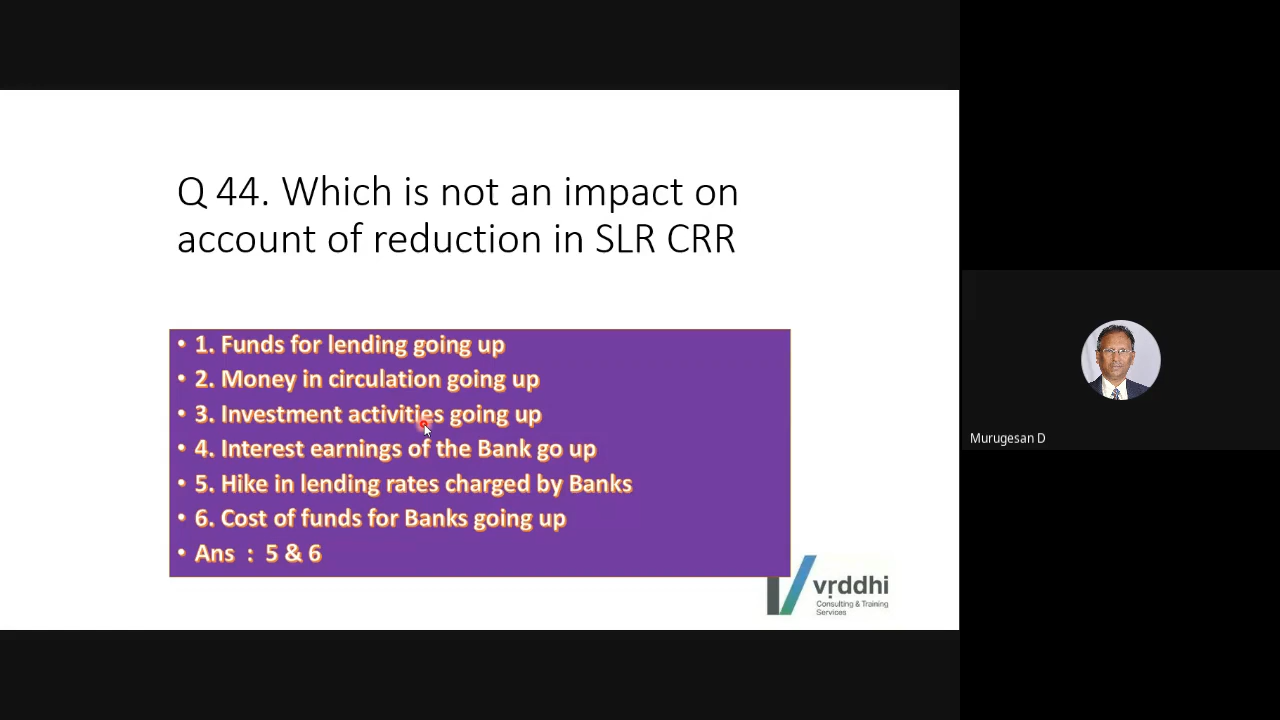 Q 44. Which is not an impact on
account of reduction in SLR CRR
• 1. Funds for lending going up
• 2. Money in circulation going up
• 3. Investment activities going up
• 4. Interest earnings of the Bank go up
• 5. Hike in lending rates charged by Banks
• 6. Cost of funds for Banks going up
• Ans : 5 & 6
vṛddhi
Consulting & Training
Services
Murugesan D